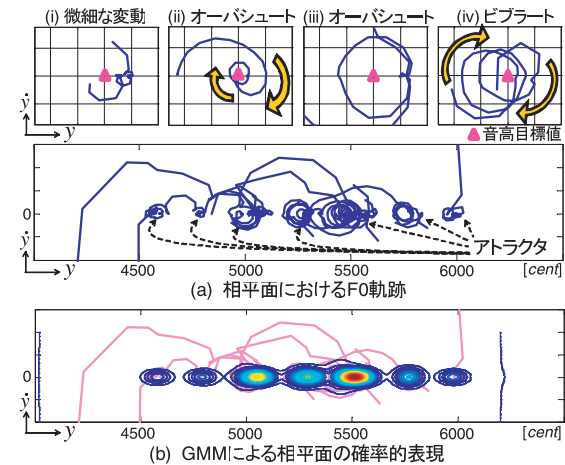 (i) 微細な変動
(ii) オーバシュート
(iii) オーバシュート
(iv) ビブラート
ẏ
y
音高目標値
0
ẏ
y
アトラクタ
4500 5000 5500 6000 [cent]
(a) 相平面におけるF0軌跡
0
ẏ
y
4500 5000 5500 6000 [cent]
(b) GMMによる相平面の確率的表現